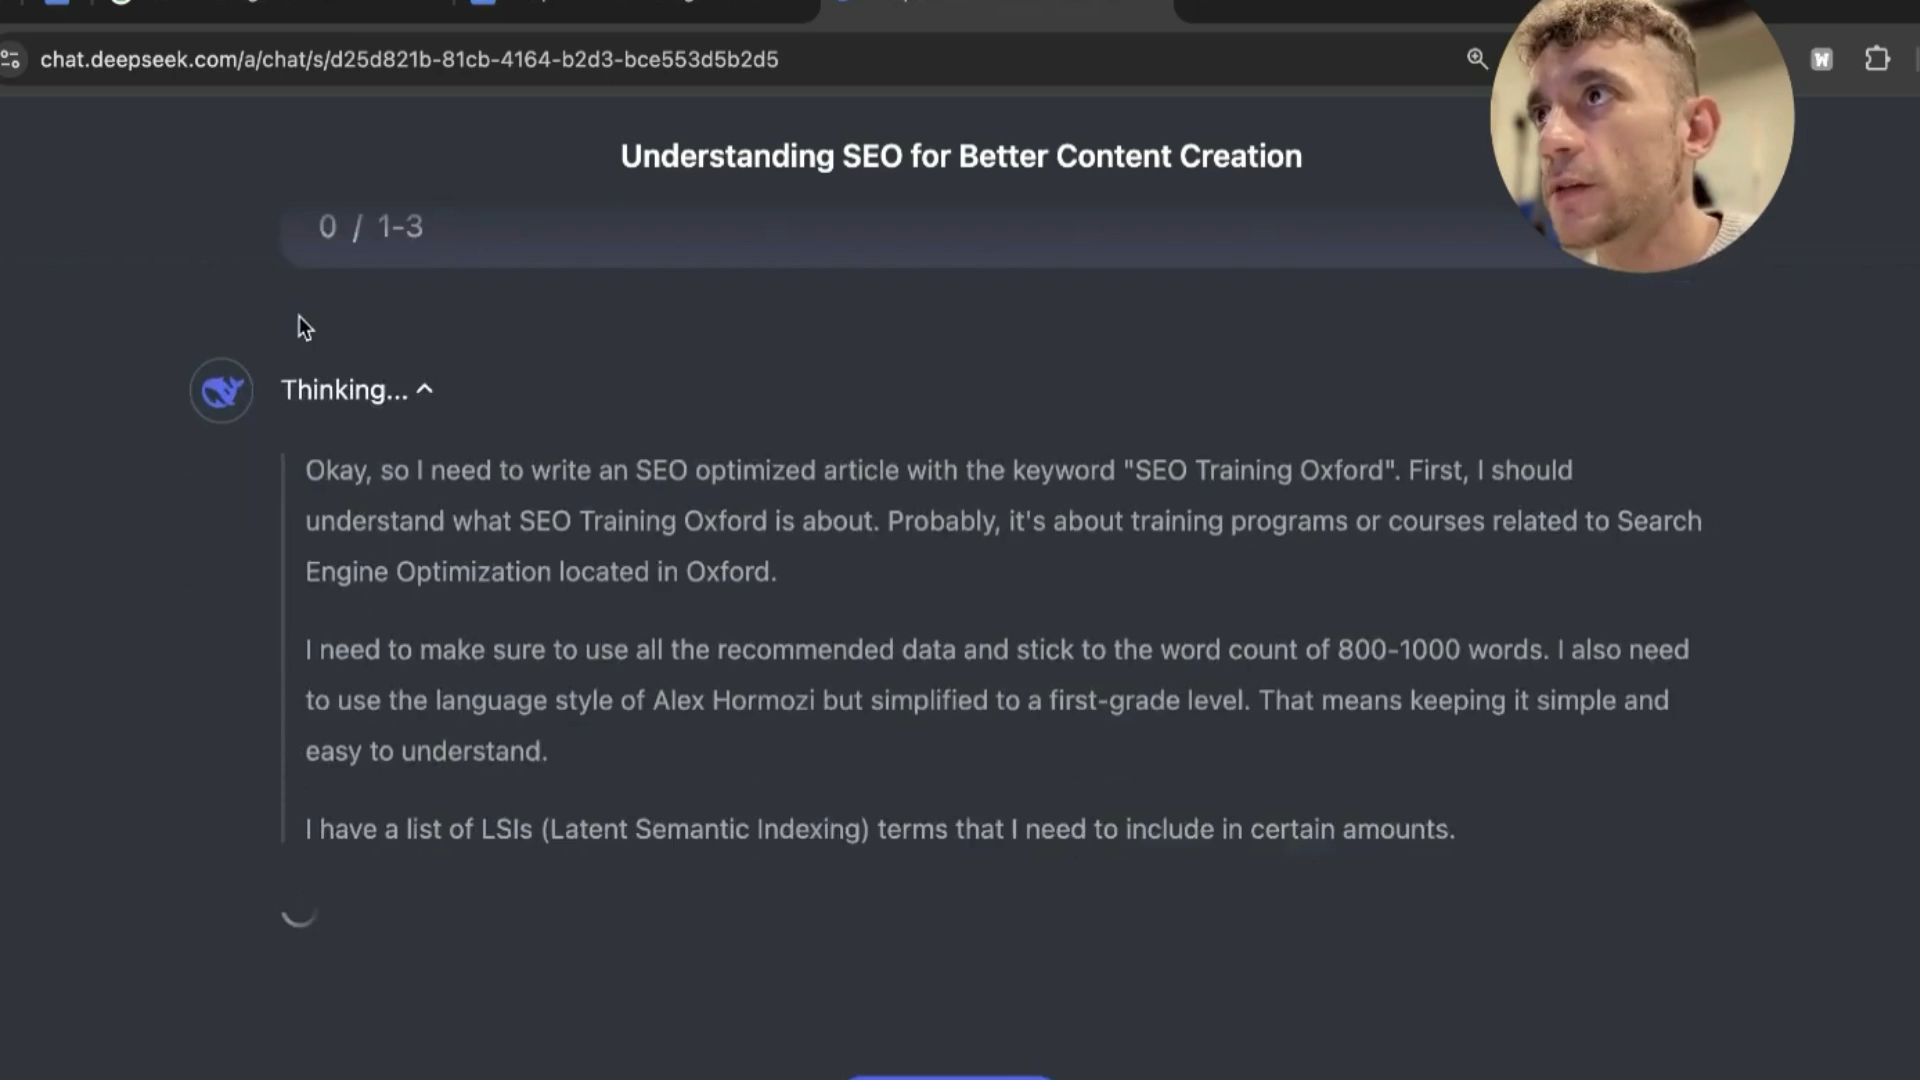 chat.deepseek.com/a/chat/s/d25d821b-81cb-4164-b2d3-bce553d5b2d5
W
Understanding SEO for Better Content Creation
0 / 1-3
Thinking...
Okay, so I need to write an SEO optimized article with the keyword "SEO Training Oxford". First, I should
understand what SEO Training Oxford is about. Probably, it's about training programs or courses related to Search
Engine Optimization located in Oxford.
I need to make sure to use all the recommended data and stick to the word count of 800-1000 words. I also need
to use the language style of Alex Hormozi but simplified to a first-grade level. That means keeping it simple and
easy to understand.
I have a list of LSIs (Latent Semantic Indexing) terms that I need to include in certain amounts.